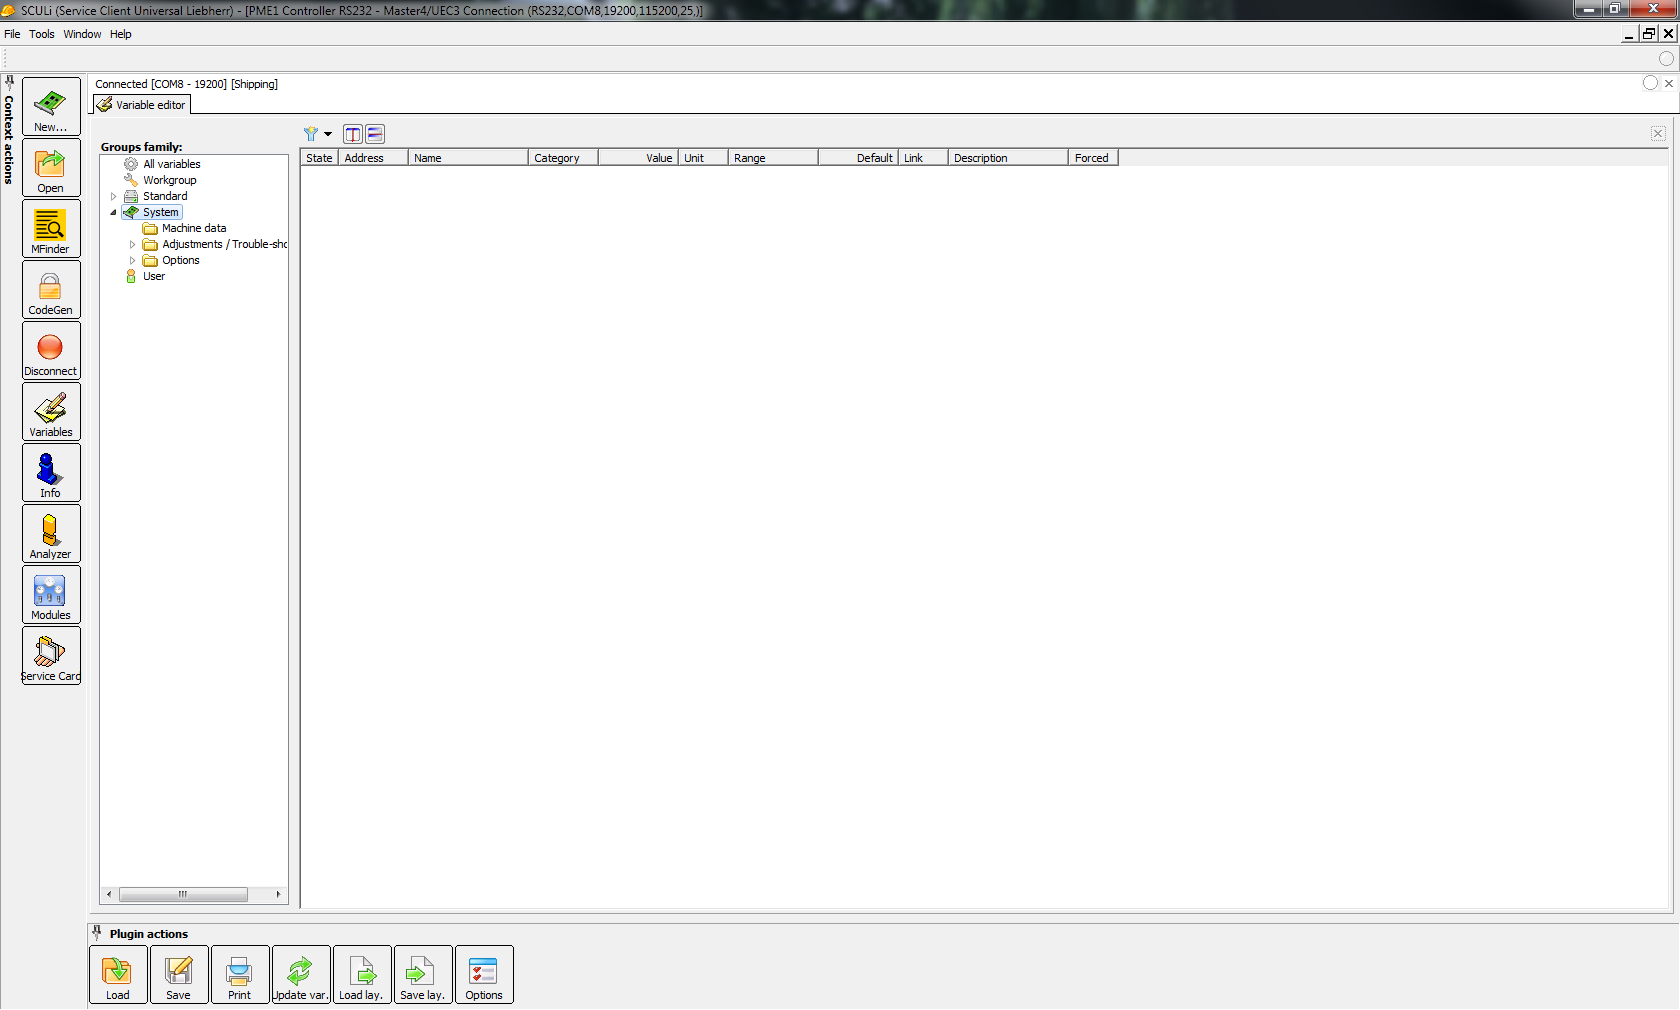 SCULi (Service Client Universal Liebherr) - [PME1 Controller RS232 - Master4/UEC3 Connection (RS232,COM8,19200,115200,25,)]
File Tools Window Help
Context actions
New...
Open
MFinder
CodeGen
Disconnect
Variables
Info
Analyzer
Modules
Service Card
Connected [COM8 - 19200] [Shipping]
Variable editor
Groups family:
All variables
Workgroup
Standard
System
Machine data
Adjustments / Trouble-sho
Options
User
State Address Name Category Value Unit Range Default Link Description Forced
Plugin actions
Load Save Print Update var. Load lay. Save lay. Options